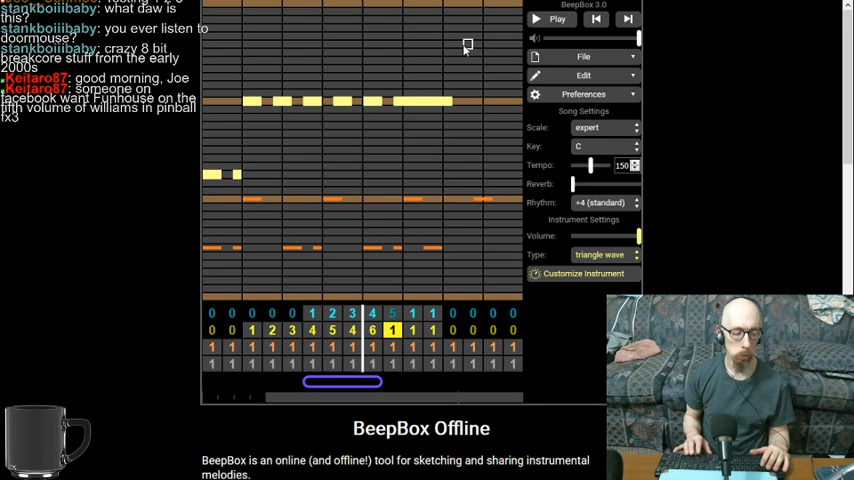 stankboiiibaby: what daw is
this?
stankboiiibaby: you ever listen to
doormouse?
stankboiiibaby: crazy 8 bit
breakcore stuff from the early
2000s
Keitaro87: good morning, Joe
Keitaro87: someone on
facebook want Funhouse on the
fifth volume of williams in pinball
fx3
BeepBox 3.0
Play
File
Edit
Preferences
Song Settings
Scale: expert
Key: C
Tempo: 150
Reverb:
Rhythm: ÷4 (standard)
Instrument Settings
Volume:
Type: triangle wave
Customize Instrument
0 0 0 0 0 1 2 3 4 5 1 1 0 0 0 0
0 0 1 2 3 4 5 4 6 1 1 1 0 0 0 0
1 1 1 1 1 1 1 1 1 1 1 1 1 1 1 1
1 1 1 1 1 1 1 1 1 1 1 1 1 1 1 1
BeepBox Offline
BeepBox is an online (and offline!) tool for sketching and sharing instrumental
melodies.